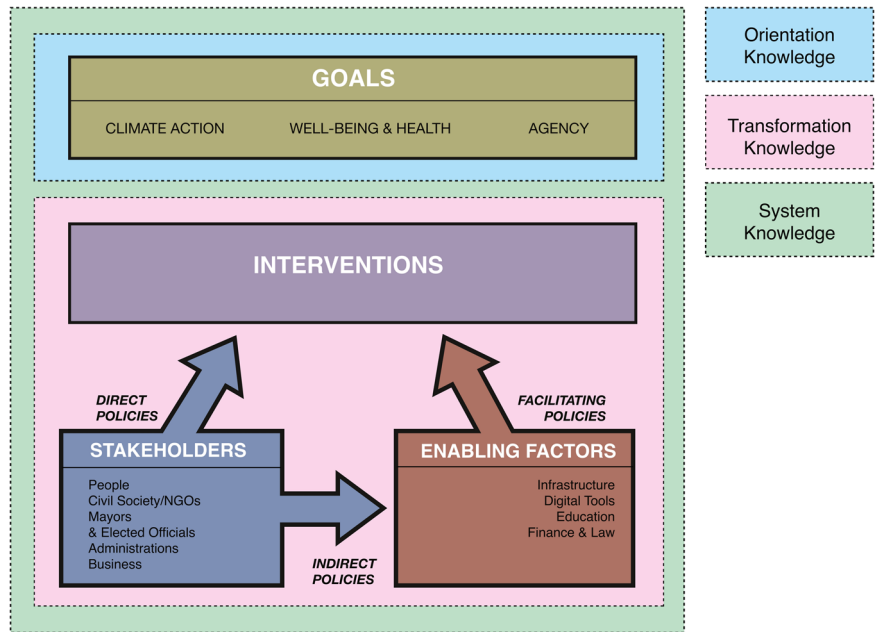 GOALS
CLIMATE ACTION
WELL-BEING & HEALTH
AGENCY
Orientation
Knowledge
Transformation
Knowledge
System
Knowledge
INTERVENTIONS
DIRECT
POLICIES
FACILITATING
POLICIES
STAKEHOLDERS
People
Civil Society/NGOs
Mayors
& Elected Officials
Administrations
Business
INDIRECT
POLICIES
ENABLING FACTORS
Infrastructure
Digital Tools
Education
Finance & Law